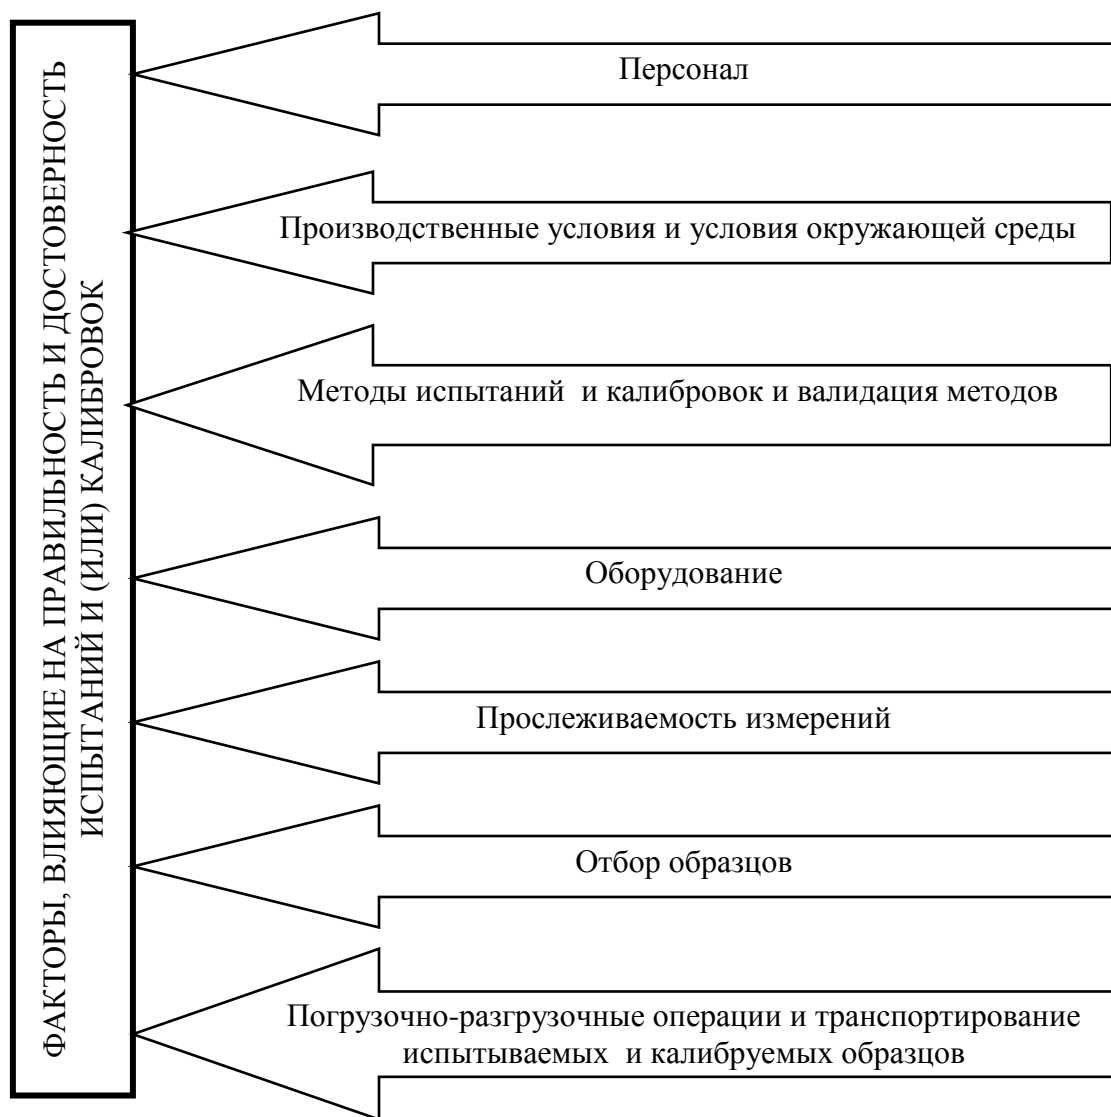 ФАКТОРЫ, ВЛИЯЮЩИЕ НА ПРАВИЛЬНОСТЬ И ДОСТОВЕРНОСТЬ
ИСПЫТАНИЙ И (ИЛИ) КАЛИБРОВОК
Персонал
Производственные условия и условия окружающей среды
Методы испытаний и калибровок и валидация методов
Оборудование
Прослеживаемость измерений
Отбор образцов
Погрузочно-разгрузочные операции и транспортирование
испытываемых и калибруемых образцов